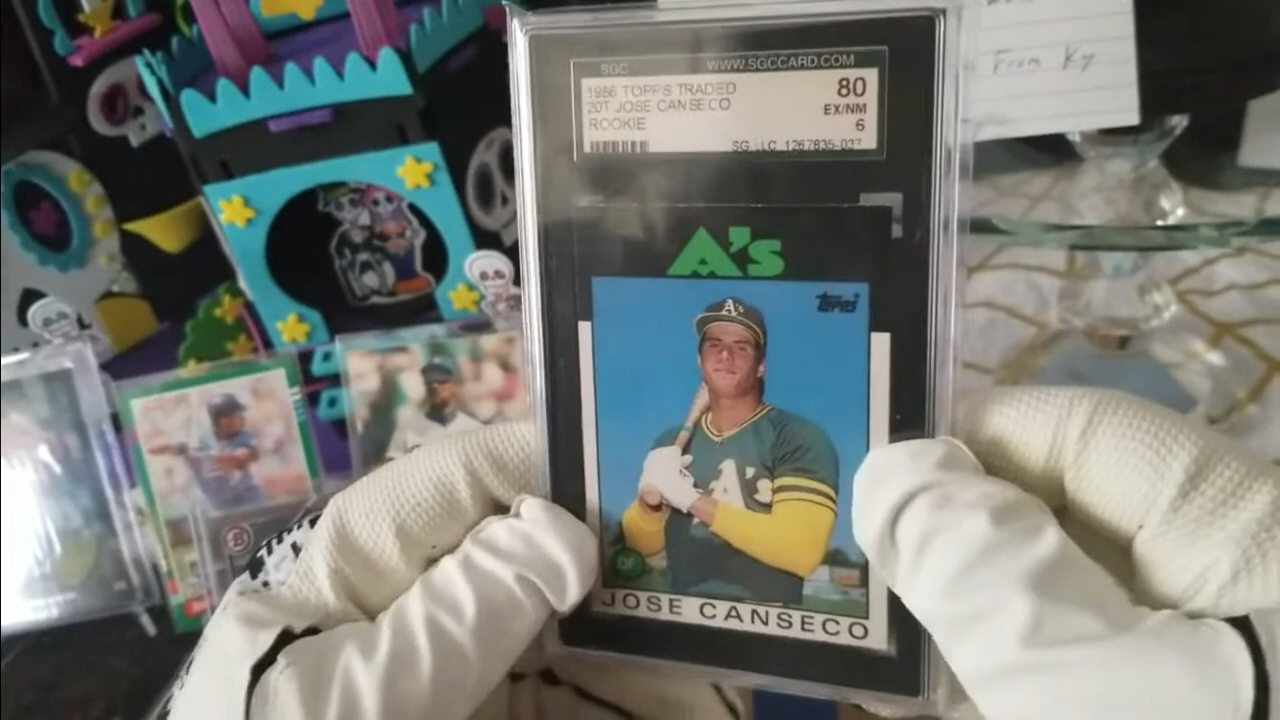 From Ky
SGC WWW.SGCCARD.COM
1986 TOPPS TRADED 80
20T JOSE CANSECO EX/NM
ROOKIE 6
A's
Topps
A's
A's
OF
JOSE CANSECO
B